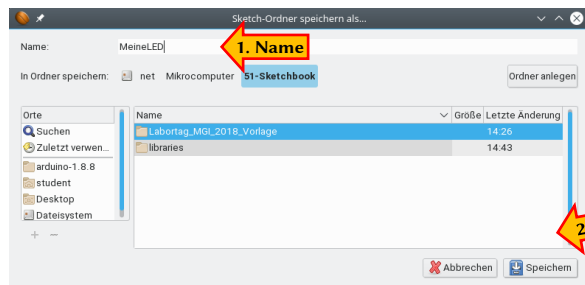 Sketch-Ordner speichern als...
Name: MeineLED
1. Name
In Ordner speichern: net Mikrocomputer 51-Sketchbook Ordner anlegen
Orte Name Größe Letzte Änderung
Suchen Labortag_MGI_2018_Vorlage 14:26
Zuletzt verwen... libraries 14:43
arduino-1.8.8
student
Desktop
Dateisystem
2
Abbrechen Speichern